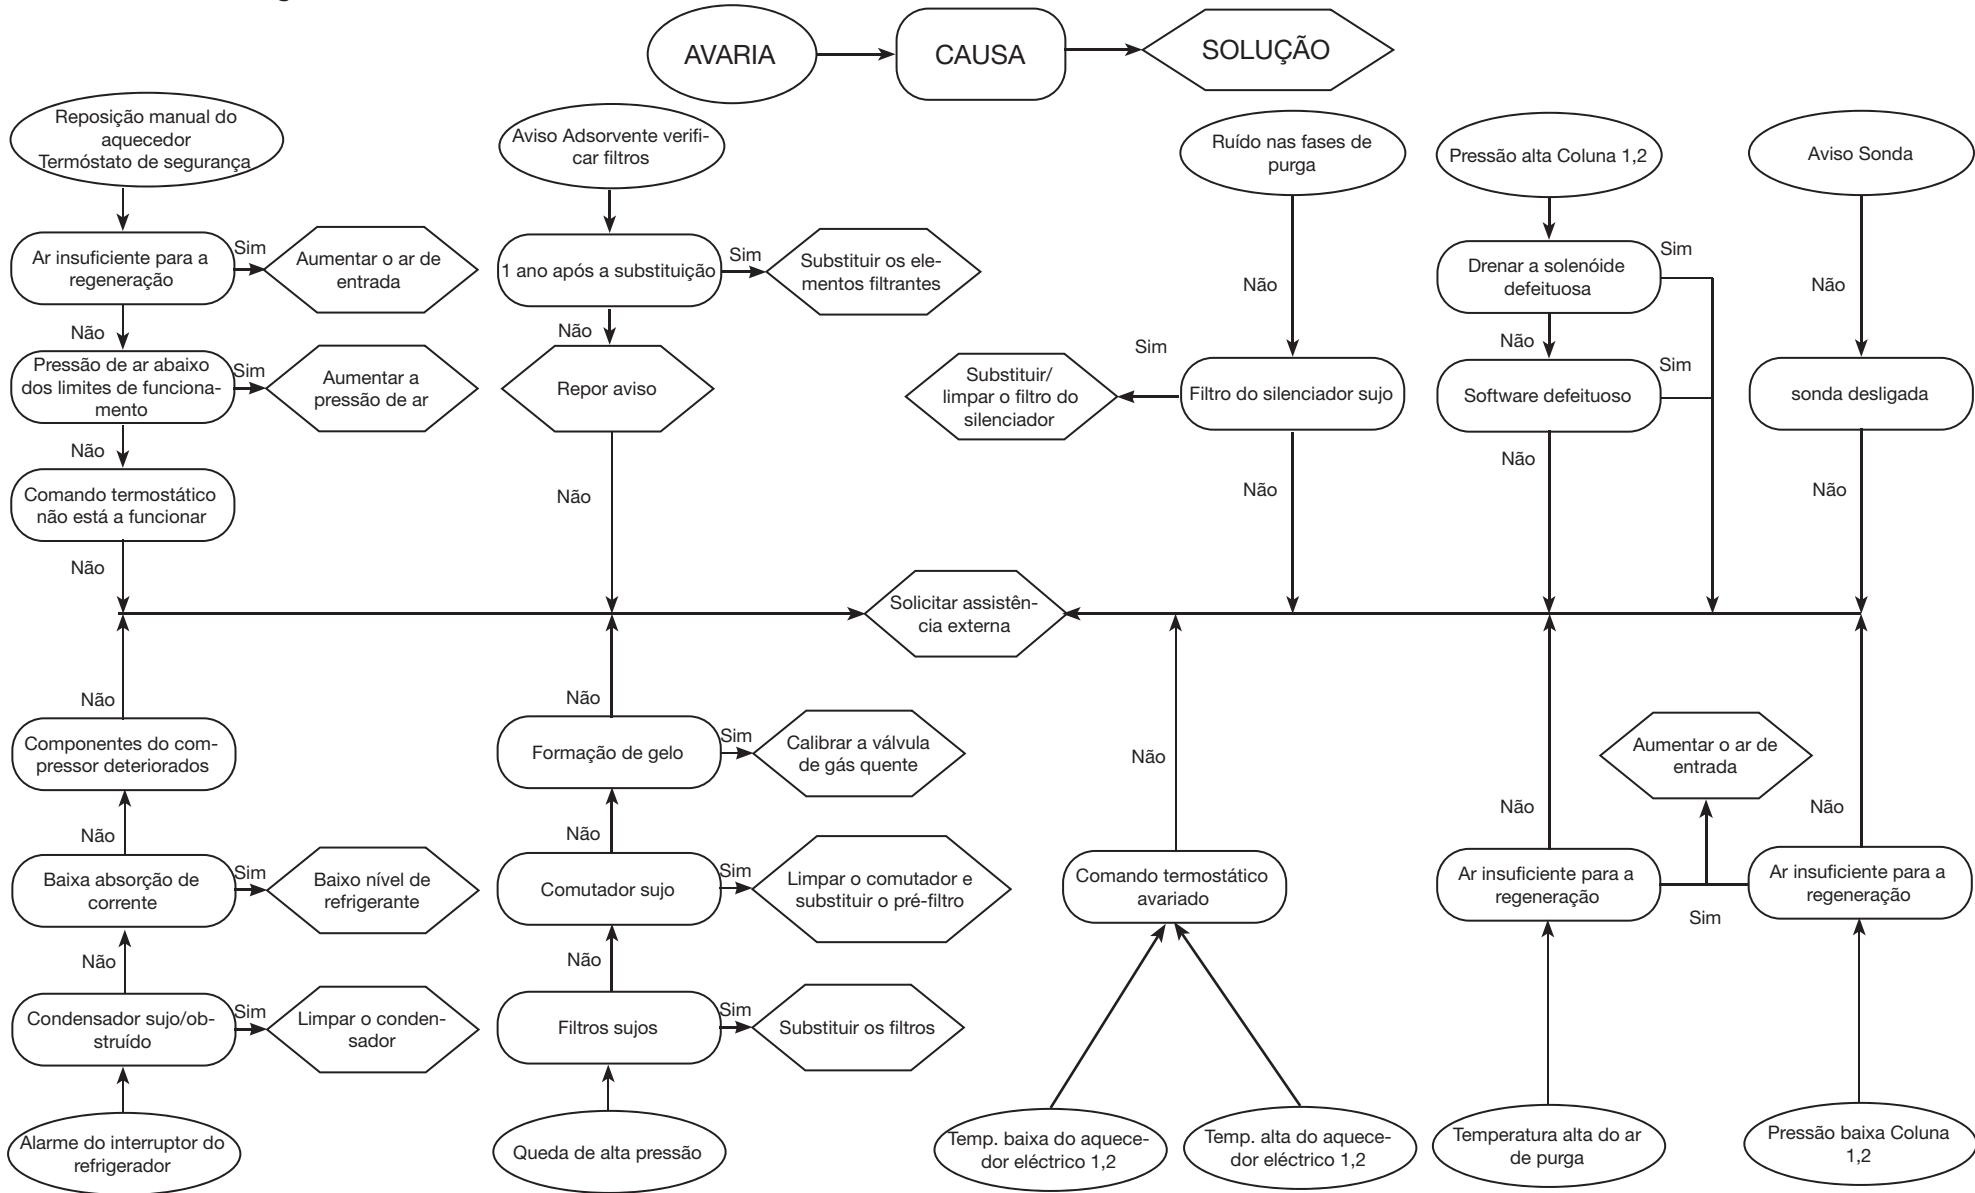 AVARIA
CAUSA
SOLUÇÃO
Reposição manual do
aquecedor
Termóstato de segurança
Aviso Adsorvente verifi-
car filtros
Ruído nas fases de
purga
Pressão alta Coluna 1,2
Aviso Sonda
Ar insuficiente para a
regeneração
Sim
Aumentar o ar de
entrada
1 ano após a substituição
Sim
Substituir os ele-
mentos filtrantes
Não
Drenar a solenóide
defeituosa
Sim
Não
Não
Pressão de ar abaixo
dos limites de funciona-
mento
Sim
Aumentar a
pressão de ar
Não
Repor aviso
Substituir/
limpar o filtro do
silenciador
Sim
Filtro do silenciador sujo
Não
Software defeituoso
Sim
sonda desligada
Não
Comando termostático
não está a funcionar
Não
Não
Não
Não
Não
Solicitar assistên-
cia externa
Não
Componentes do com-
pressor deteriorados
Não
Formação de gelo
Sim
Calibrar a válvula
de gás quente
Não
Aumentar o ar de
entrada
Não
Não
Não
Baixa absorção de
corrente
Sim
Baixo nível de
refrigerante
Não
Comutador sujo
Sim
Limpar o comutador e
substituir o pré-filtro
Comando termostático
avariado
Ar insuficiente para a
regeneração
Sim
Ar insuficiente para a
regeneração
Não
Condensador sujo/ob-
struído
Sim
Limpar o conden-
sador
Não
Filtros sujos
Sim
Substituir os filtros
Alarme do interruptor do
refrigerador
Queda de alta pressão
Temp. baixa do aquece-
dor eléctrico 1,2
Temp. alta do aquece-
dor eléctrico 1,2
Temperatura alta do ar
de purga
Pressão baixa Coluna
1,2